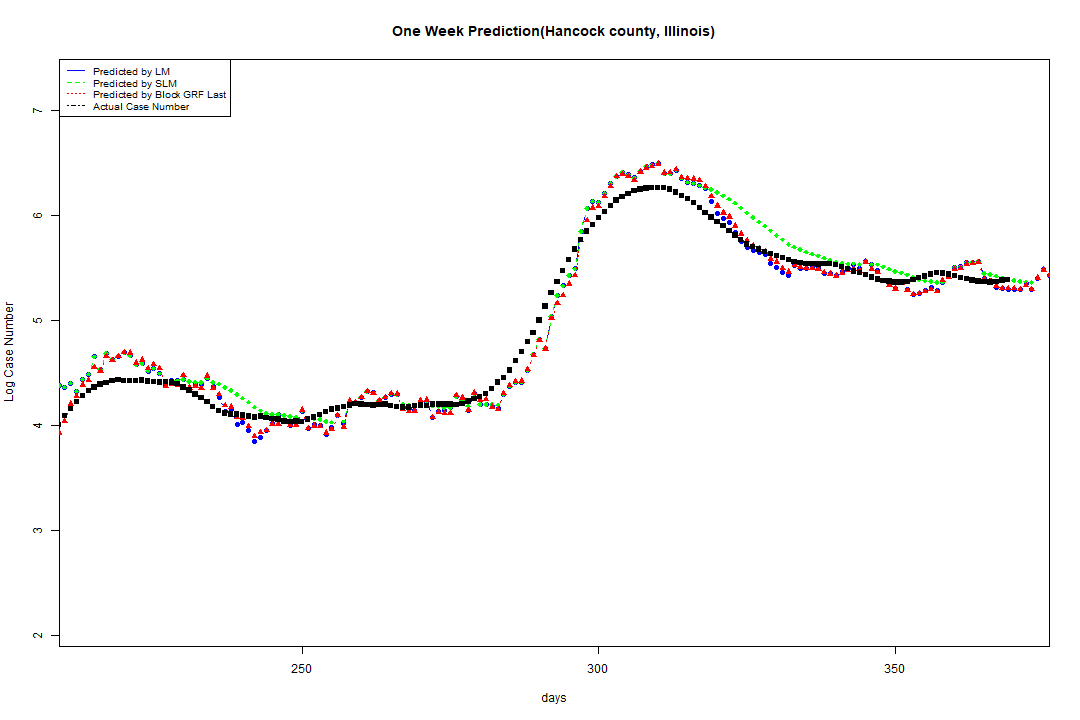 One Week Prediction(Hancock county, Illinois)
Predicted by LM
Predicted by SLM
Predicted by Block GRF Last
Actual Case Number
Log Case Number
7
6
5
4
3
2
250
300
350
days